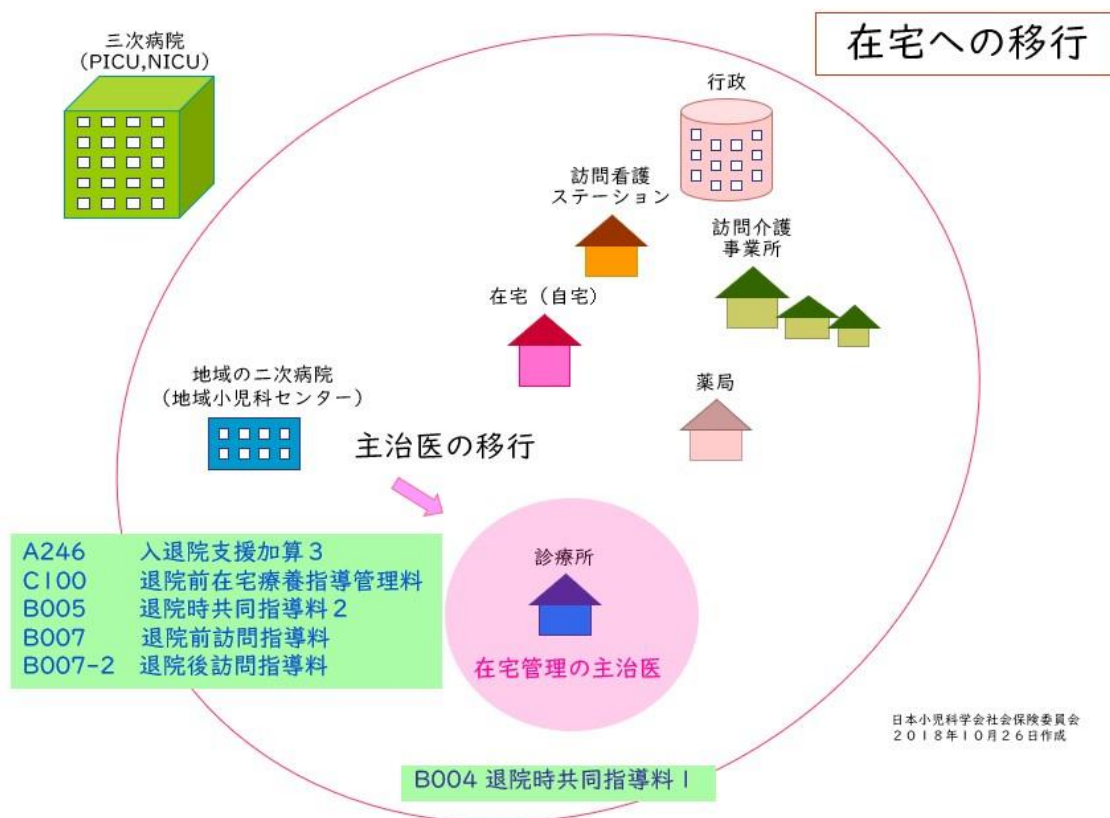 在宅への移行
三次病院
(PICU,NICU)
行政
訪問看護
ステーション
訪問介護
事業所
在宅（自宅）
地域の二次病院
（地域小児科センター）
薬局
主治医の移行
A246 入退院支援加算３
C100 退院前在宅療養指導管理料
B005 退院時共同指導料２
B007 退院前訪問指導料
B007-2 退院後訪問指導料
診療所
在宅管理の主治医
日本小児科学会社会保険委員会
２０１８年１０月２６日作成
B004 退院時共同指導料１